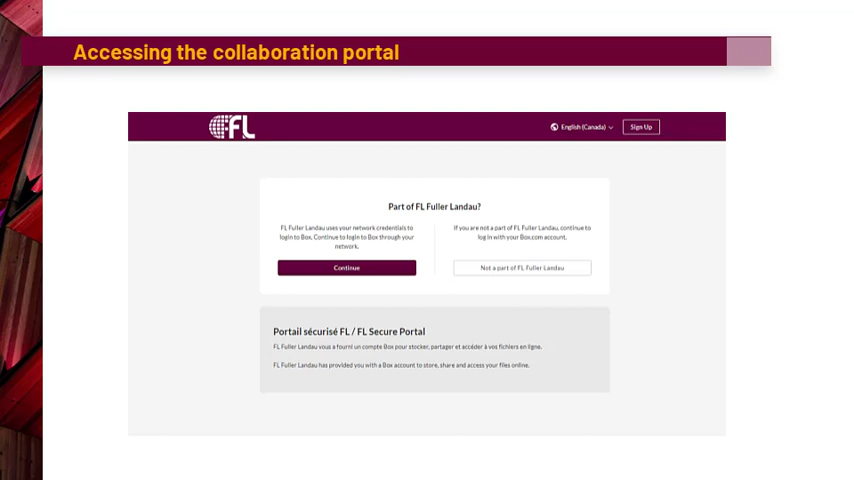 Accessing the collaboration portal
FL
English (Canada)
Sign Up
Part of FL Fuller Landau?
FL Fuller Landau uses your network credentials to
login to Box. Continue to login to Box through your
network.
Continue
If you are not a part of FL Fuller Landau, continue to
log in with your Box.com account.
Not a part of FL Fuller Landau
Portail sécurisé FL / FL Secure Portal
FL Fuller Landau vous a fourni un compte Box pour stocker, partager et accéder à vos fichiers en ligne.
FL Fuller Landau has provided you with a Box account to store, share and access your files online.